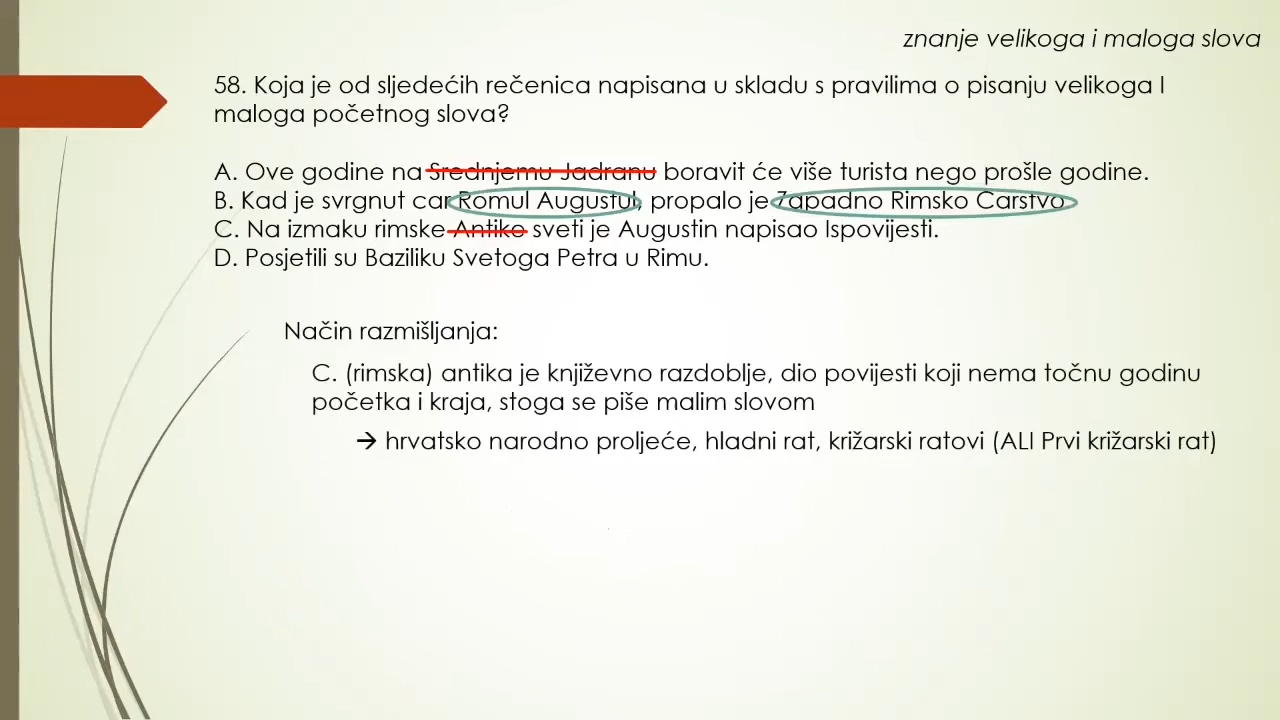 znanje velikoga i maloga slova
58. Koja je od sljedećih rečenica napisana u skladu s pravilima o pisanju velikoga I
maloga početnog slova?
A. Ove godine na Srednjemu Jadranu boravit će više turista nego prošle godine.
B. Kad je svrgnut car Romul Augustul, propalo je Zapadno Rimsko Carstvo.
C. Na izmaku rimske Antike sveti je Augustin napisao Ispovijesti.
D. Posjetili su Baziliku Svetoga Petra u Rimu.
Način razmišljanja:
C. (rimska) antika je književno razdoblje, dio povijesti koji nema točnu godinu
početka i kraja, stoga se piše malim slovom
→ hrvatsko narodno proljeće, hladni rat, križarski ratovi (ALI Prvi križarski rat)